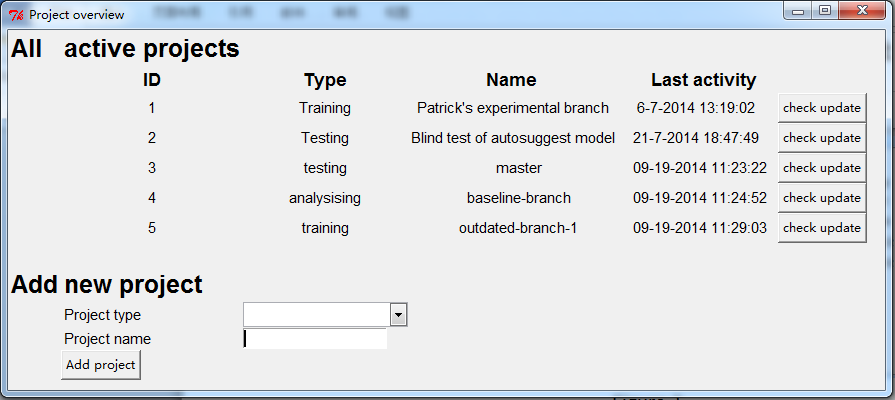 Project overview
All active projects
ID Type Name Last activity
1 Training Patrick's experimental branch 6-7-2014 13:19:02 check update
2 Testing Blind test of autosuggest model 21-7-2014 18:47:49 check update
3 testing master 09-19-2014 11:23:22 check update
4 analysising baseline-branch 09-19-2014 11:24:52 check update
5 training outdated-branch-1 09-19-2014 11:29:03 check update
Add new project
Project type
Project name
Add project